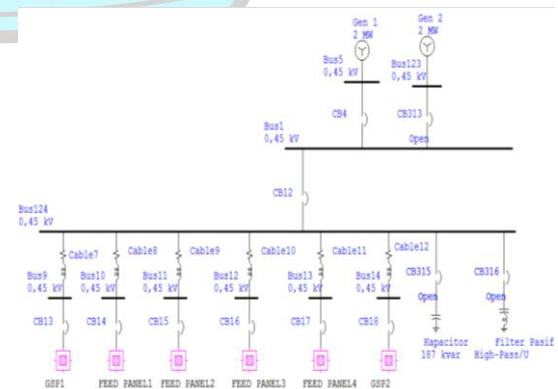 Gen 1
2 MW
Gen 2
2 MW
Bus5
0,45 kV
Bus123
0,45 kV
CB4
CB313
Open
Bus1
0,45 kV
CB12
Bus124
0,45 kV
Cable7
Cable8
Cable9
Cable10
Cable11
Cable12
Bus9
0,45 kV
Bus10
0,45 kV
Bus11
0,45 kV
Bus12
0,45 kV
Bus13
0,45 kV
Bus14
0,45 kV
CB315
Open
CB316
Open
CB13
CB14
CB15
CB16
CB17
CB18
Kapacitor
187 kvar
Filter Pasif
High-Pass/U
GSP1
FEED PANEL1
FEED PANEL2
FEED PANEL3
FEED PANEL4
GSP2